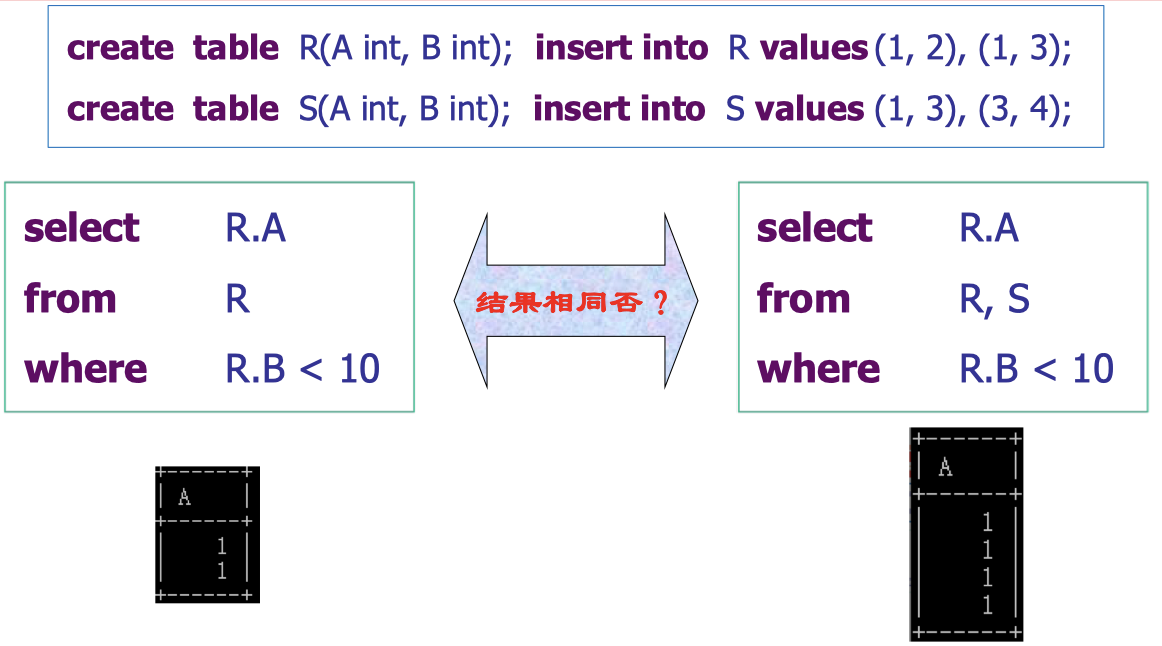 create table R(A int, B int); insert into R values (1, 2), (1, 3);
create table S(A int, B int); insert into S values (1, 3), (3, 4);
select R.A
from R
where R.B < 10
结果相同否？
select R.A
from R, S
where R.B < 10
A
1
1
A
1
1
1
1